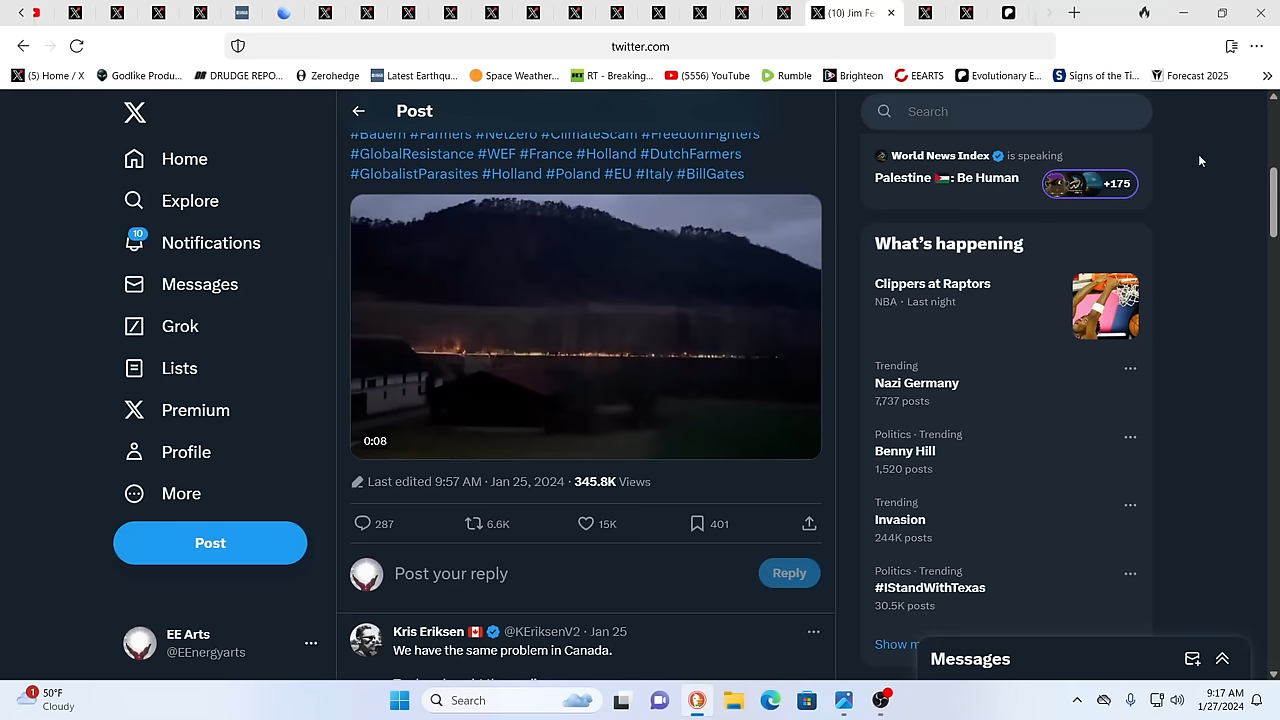 (10) Jim Fe
twitter.com
(5) Home / X
Godlike Produ...
DRUDGE REPO...
Zerohedge
Latest Earthqu...
Space Weather...
RT - Breaking...
(5556) YouTube
Rumble
Brighteon
EEARTS
Evolutionary E...
Signs of the Ti...
Forecast 2025
Home
Explore
10
Notifications
Messages
Grok
Lists
Premium
Profile
More
Post
EE Arts
@EEnergyarts
Post
#Bauern #Farmers #NetZero #ClimateScam #FreedomFighters
#GlobalResistance #WEF #France #Holland #DutchFarmers
#GlobalistParasites #Holland #Poland #EU #Italy #BillGates
0:08
Last edited 9:57 AM · Jan 25, 2024 · 345.8K Views
287
6.6K
15K
401
Post your reply
Reply
Kris Eriksen @KEriksenV2 · Jan 25
We have the same problem in Canada.
Search
World News Index is speaking
Palestine 🇵🇸: Be Human
+175
What's happening
Clippers at Raptors
NBA · Last night
Trending
Nazi Germany
7,737 posts
Politics · Trending
Benny Hill
1,520 posts
Trending
Invasion
244K posts
Politics · Trending
#IStandWithTexas
30.5K posts
Show m
Messages
1
50°F
Cloudy
Search
9:17 AM
1/27/2024